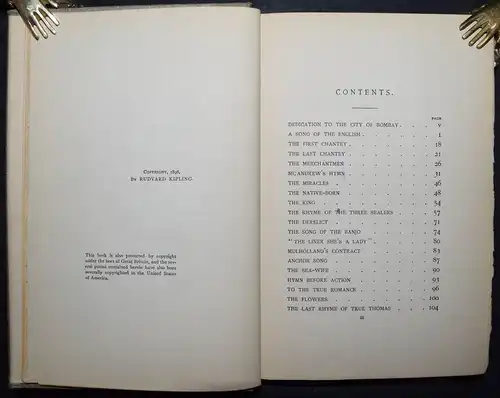 Copyright, 1896,
By RUDYARD KIPLING.
This book is also protected by copyright
under the laws of Great Britain, and the sev-
eral poems contained herein have also been
severally copyrighted in the United States
of America.
CONTENTS.
PAGE
DEDICATION TO THE CITY OF BOMBAY . . . v
A SONG OF THE ENGLISH . . . . . 1
THE FIRST CHANTEY . . . . . . 18
THE LAST CHANTEY . . . . . . 21
THE MERCHANTMEN . . . . . . 26
MCANDREW'S HYMN . . . . . . 31
THE MIRACLES . . . . . . . 46
THE NATIVE-BORN . . . . . . 48
THE KING . . . . . . . . 54
THE RHYME OF THE THREE SEALERS . . . 57
THE DERELICT . . . . . . . 71
THE SONG OF THE BANJO . . . . . 74
"THE LINER SHE'S A LADY" . . . . . 80
MULHOLLAND'S CONTRACT . . . . . 83
ANCHOR SONG . . . . . . . 87
THE SEA-WIFE . . . . . . . 90
HYMN BEFORE ACTION . . . . . . 93
TO THE TRUE ROMANCE . . . . . 96
THE FLOWERS . . . . . . . 100
THE LAST RHYME OF TRUE THOMAS . . . 104